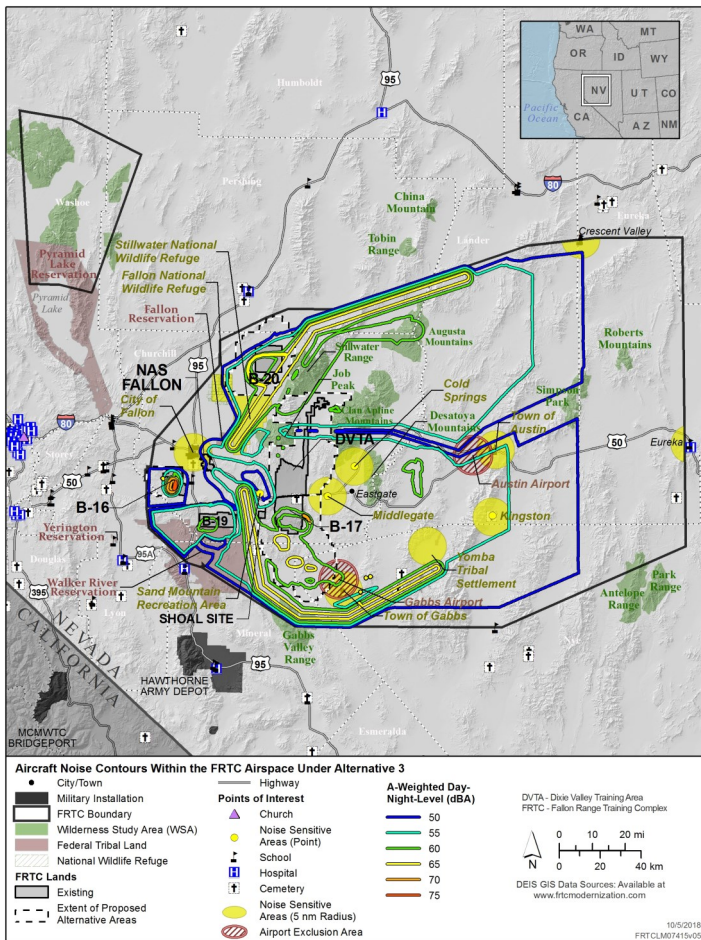 WA
MT
OR
ID
WY
NV
UT
CO
CA
AZ
NM
Pacific
Ocean
95
Humboldt
Pershing
80
Eureka
Washoe
China
Mountain
Crescent Valley
Lander
Tobin
Range
Stillwater National
Wildlife Refuge
Pyramid
Lake
Reservation
Fallon National
Wildlife Refuge
Pyramid
Lake
Fallon
Reservation
Augusta
Mountains
Roberts
Mountains
Churchill
95
Stillwater
Range
NAS
FALLON
B-20
Job
Peak
Cold
Springs
Simpson
Park
City of
Fallon
Clan Alpine
Mountains
Desatoya
Mountains
Town of
Austin
80
DVTA
50
Eureka
Storey
50
Austin Airport
Eastgate
B-16
Middlegate
Kingston
B-19
B-17
Yerington
Reservation
Douglas
95A
Yomba
Tribal
Settlement
Walker River
Reservation
Sand Mountain
Recreation Area
395
Lyon
Gabbs Airport
Town of Gabbs
Park
Range
Antelope
Range
SHOAL SITE
Mineral
Gabbs
Valley
Range
NEVADA
CALIFORNIA
HAWTHORNE
ARMY DEPOT
95
MCMWTC
BRIDGEPORT
Esmeralda
Aircraft Noise Contours Within the FRTC Airspace Under Alternative 3
City/Town
Military Installation
FRTC Boundary
Wilderness Study Area (WSA)
Federal Tribal Land
National Wildlife Refuge
FRTC Lands
Existing
Extent of Proposed
Alternative Areas
Highway
Points of Interest
Church
Noise Sensitive
Areas (Point)
School
Hospital
Cemetery
Noise Sensitive
Areas (5 nm Radius)
Airport Exclusion Area
A-Weighted Day-
Night-Level (dBA)
50
55
60
65
70
75
DVTA - Dixie Valley Training Area
FRTC - Fallon Range Training Complex
N
0 10 20 mi
0 20 40 km
DEIS GIS Data Sources: Available at
www.frtcmodernization.com
10/5/2018
FRTCLM07415v05